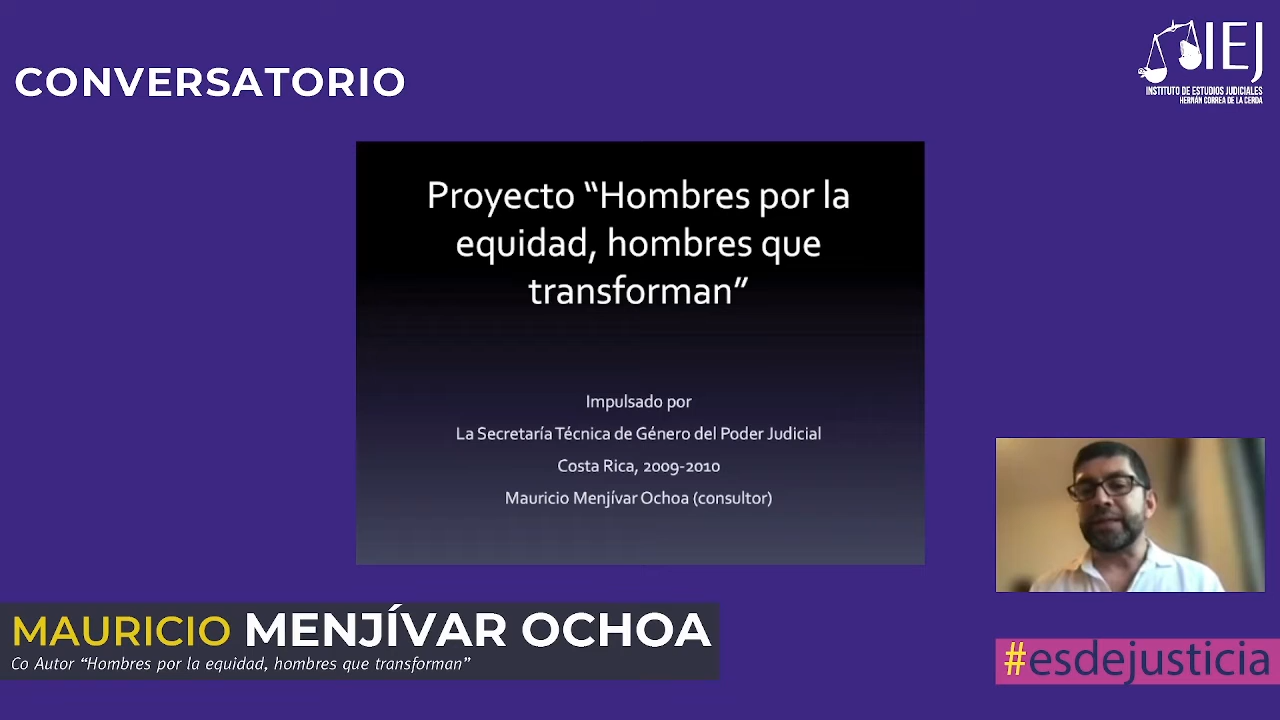 CONVERSATORIO
IEJ
INSTITUTO DE ESTUDIOS JUDICIALES
HERNÁN CORREA DE LA CERDA
Proyecto “Hombres por la
equidad, hombres que
transforman”
Impulsado por
La Secretaría Técnica de Género del Poder Judicial
Costa Rica, 2009-2010
Mauricio Menjívar Ochoa (consultor)
MAURICIO MENJÍVAR OCHOA
Co Autor “Hombres por la equidad, hombres que transforman”
#esdejusticia